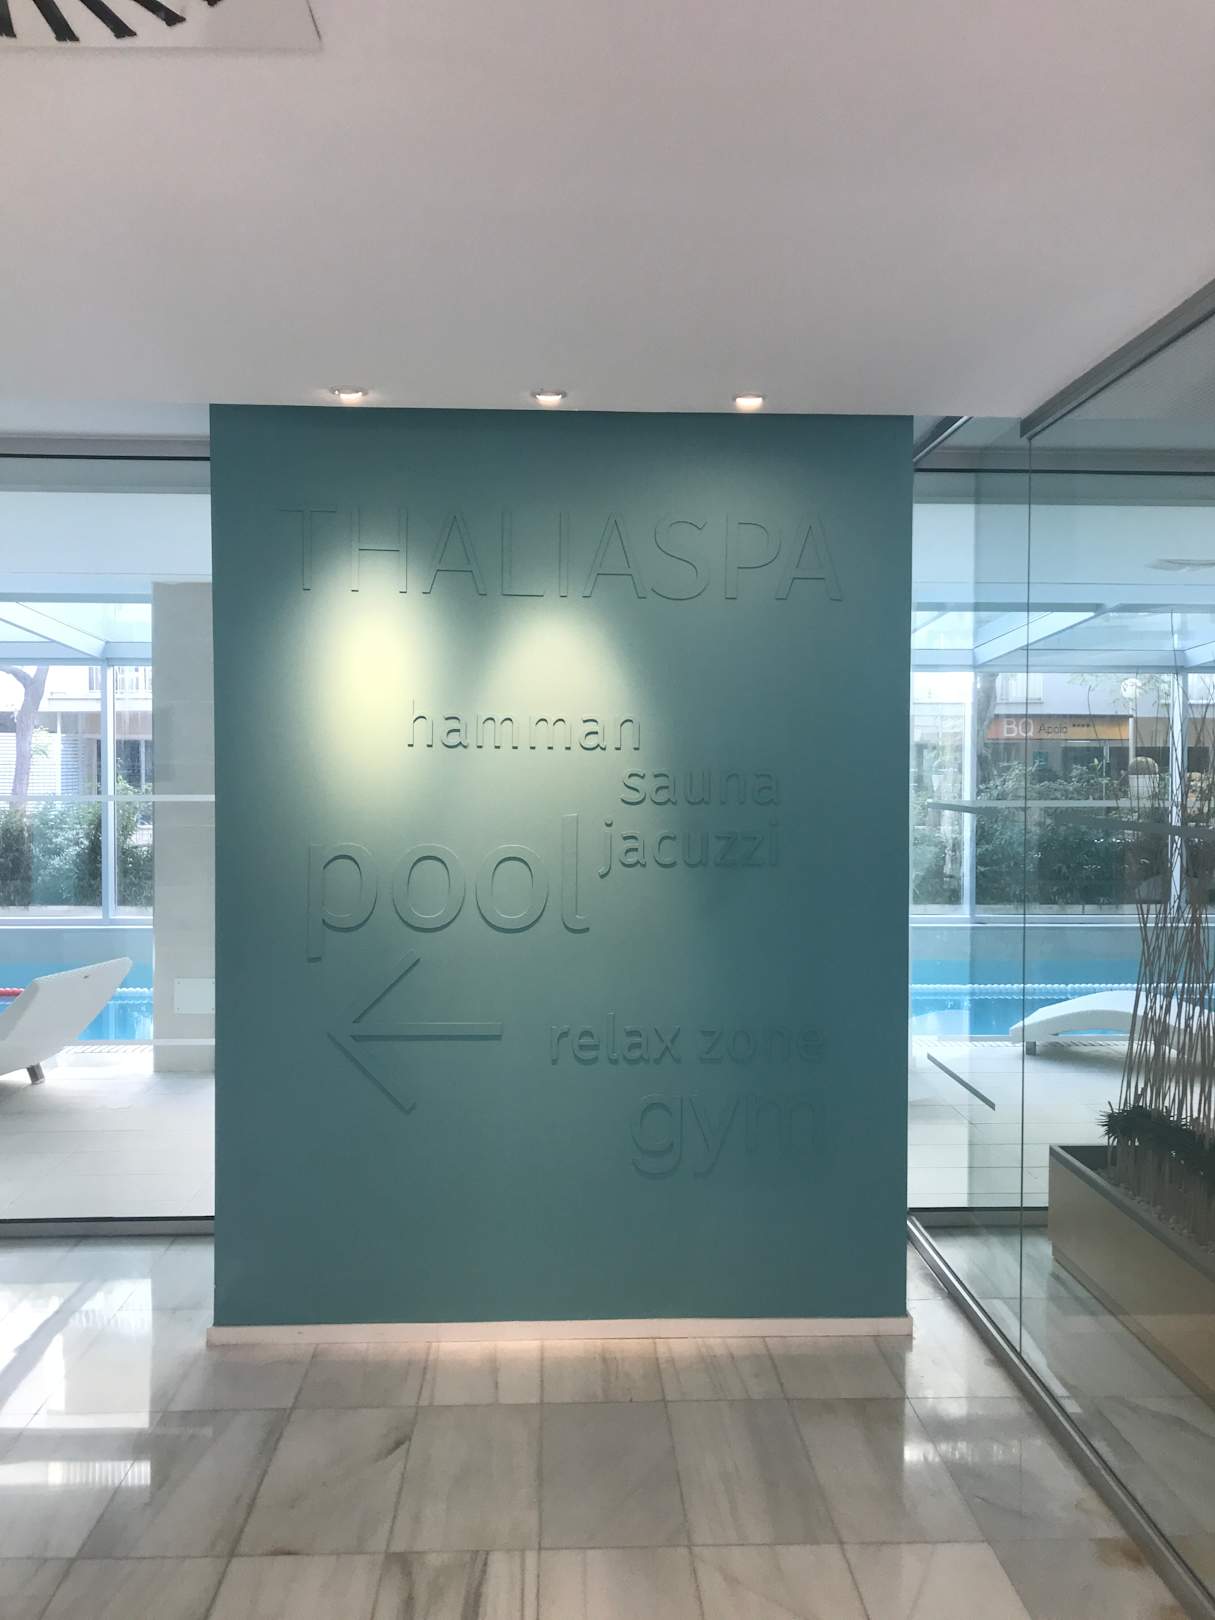 THALIASPA
hamman
sauna
jacuzzi
pool
relax zone
gym
BQ Apolo ****